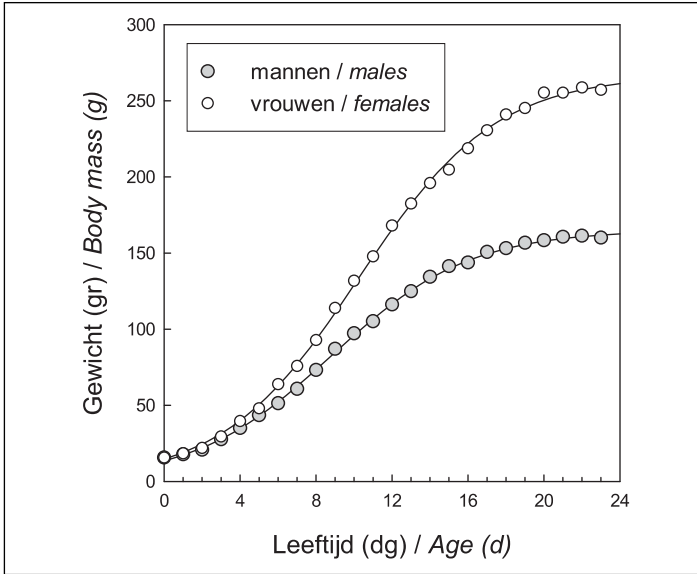 300
250
200
150
100
50
0
mannen / males
vrouwen / females
Gewicht (gr) / Body mass (g)
0 4 8 12 16 20 24
Leeftijd (dg) / Age (d)